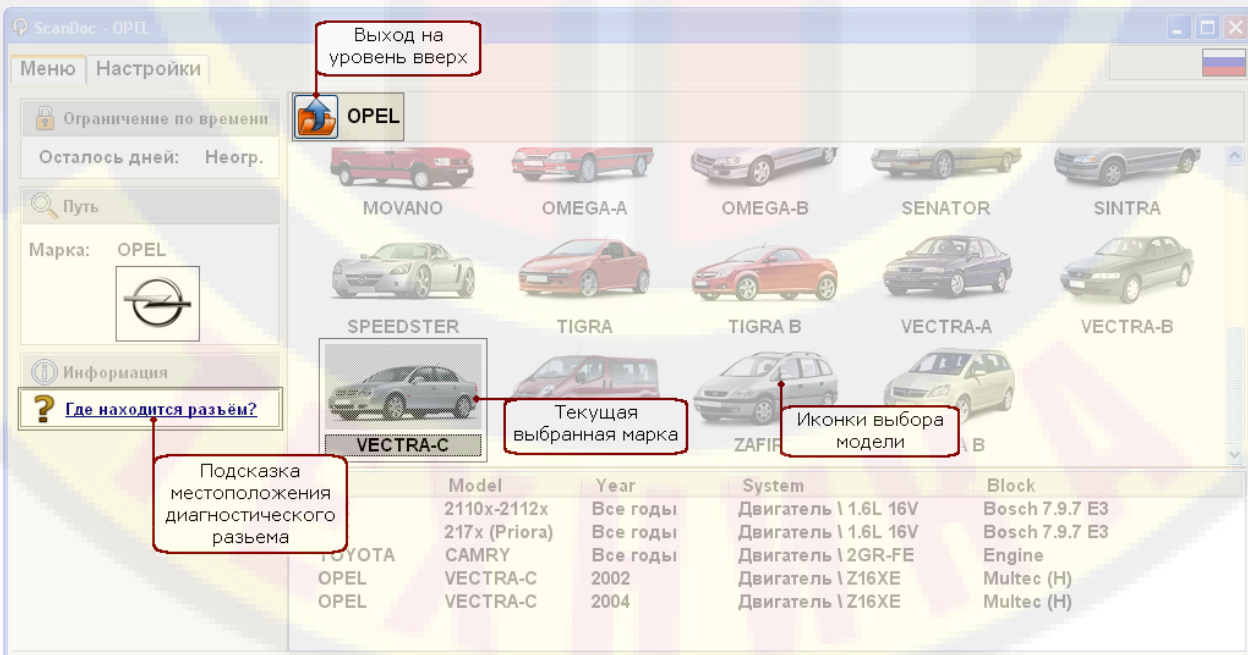 ScanDoc - OPEL
Выход на
уровень вверх
Меню
Настройки
Ограничение по времени
Осталось дней: Неогр.
Путь
Марка: OPEL
Информация
Где находится разъём?
Подсказка
местоположения
диагностического
разьема
OPEL
MOVANO OMEGA-A OMEGA-B SENATOR SINTRA
SPEEDSTER TIGRA TIGRA B VECTRA-A VECTRA-B
Текущая
выбранная марка
Иконки выбора
модели
VECTRA-C B
Model Year System Block
2110x-2112x Все годы Двигатель \ 1.6L 16V Bosch 7.9.7 E3
217x (Priora) Все годы Двигатель \ 1.6L 16V Bosch 7.9.7 E3
TOYOTA CAMRY Все годы Двигатель \ 2GR-FE Engine
OPEL VECTRA-C 2002 Двигатель \ Z16XE Multec (H)
OPEL VECTRA-C 2004 Двигатель \ Z16XE Multec (H)